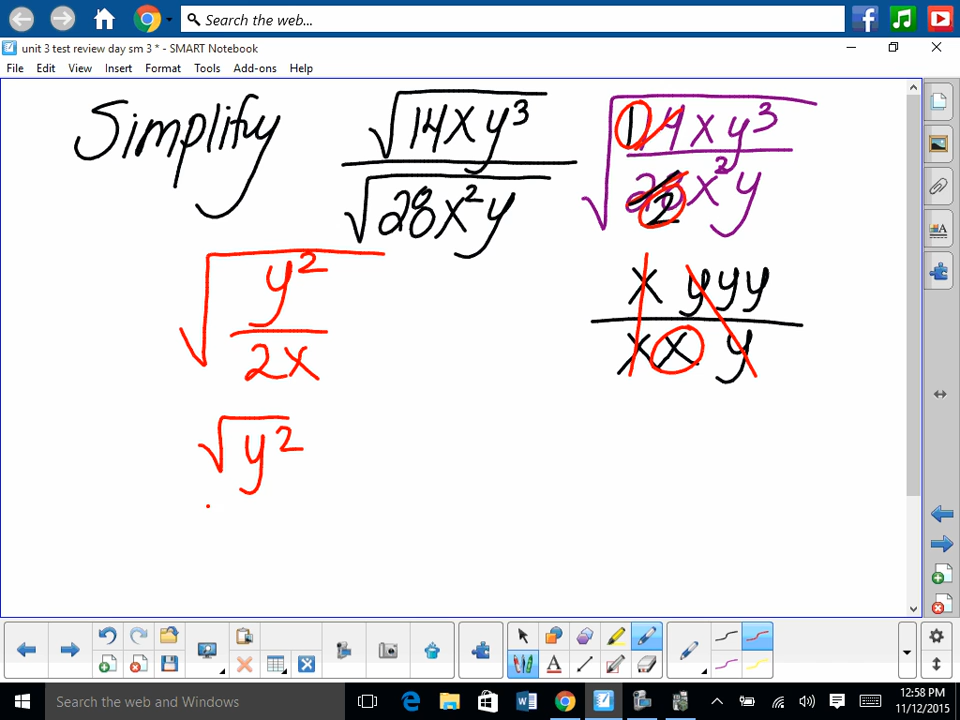 Search the web...
unit 3 test review day sm 3 * - SMART Notebook
File Edit View Insert Format Tools Add-ons Help
Simplify
√14xy³
√28x²y
√14xy³
28x²y
1
2
x yyy
x x y
√y²
2x
√y²
Search the web and Windows
12:58 PM
11/12/2015